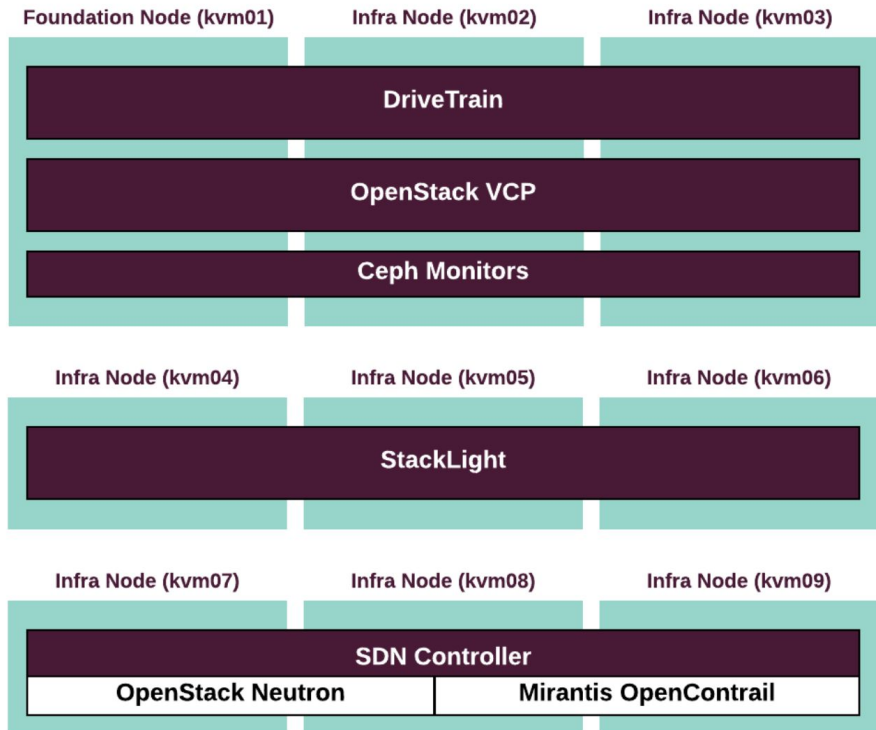 Foundation Node (kvm01) Infra Node (kvm02) Infra Node (kvm03)
DriveTrain
OpenStack VCP
Ceph Monitors
Infra Node (kvm04) Infra Node (kvm05) Infra Node (kvm06)
StackLight
Infra Node (kvm07) Infra Node (kvm08) Infra Node (kvm09)
SDN Controller
OpenStack Neutron Mirantis OpenContrail